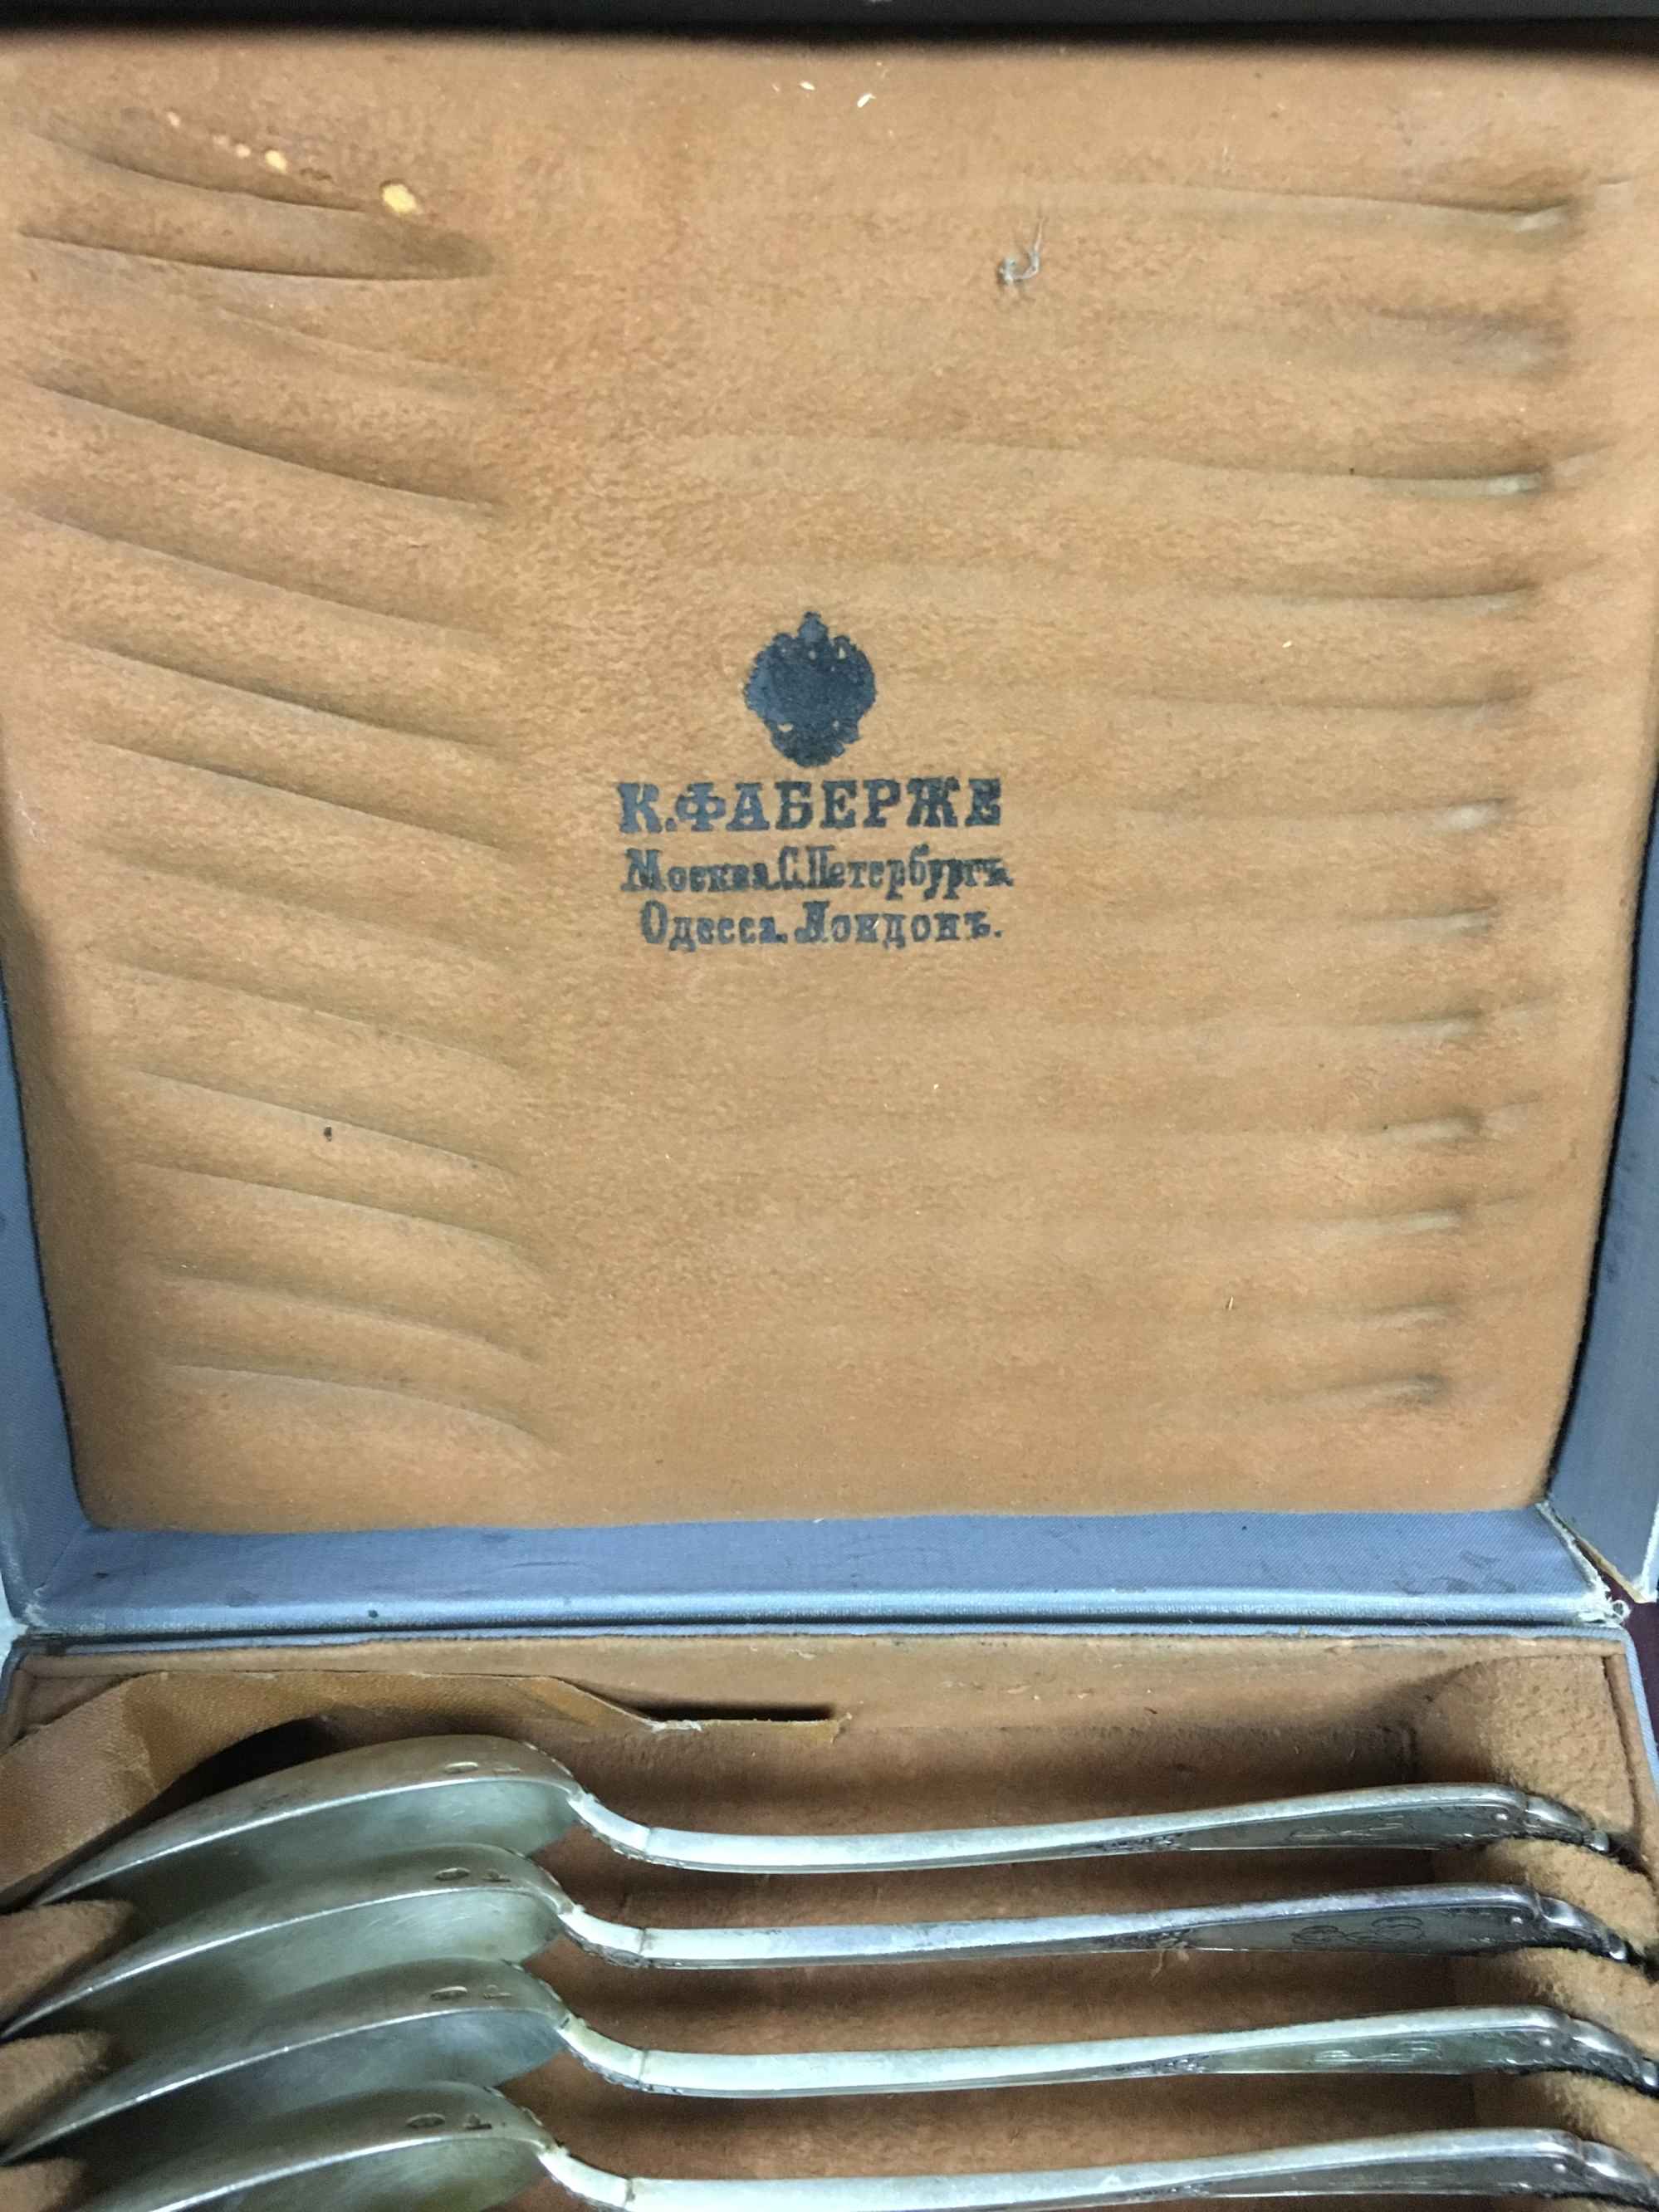 К.ФАБЕРЖЕ
Москва.С.Петербургъ.
Одесса.Лондонъ.